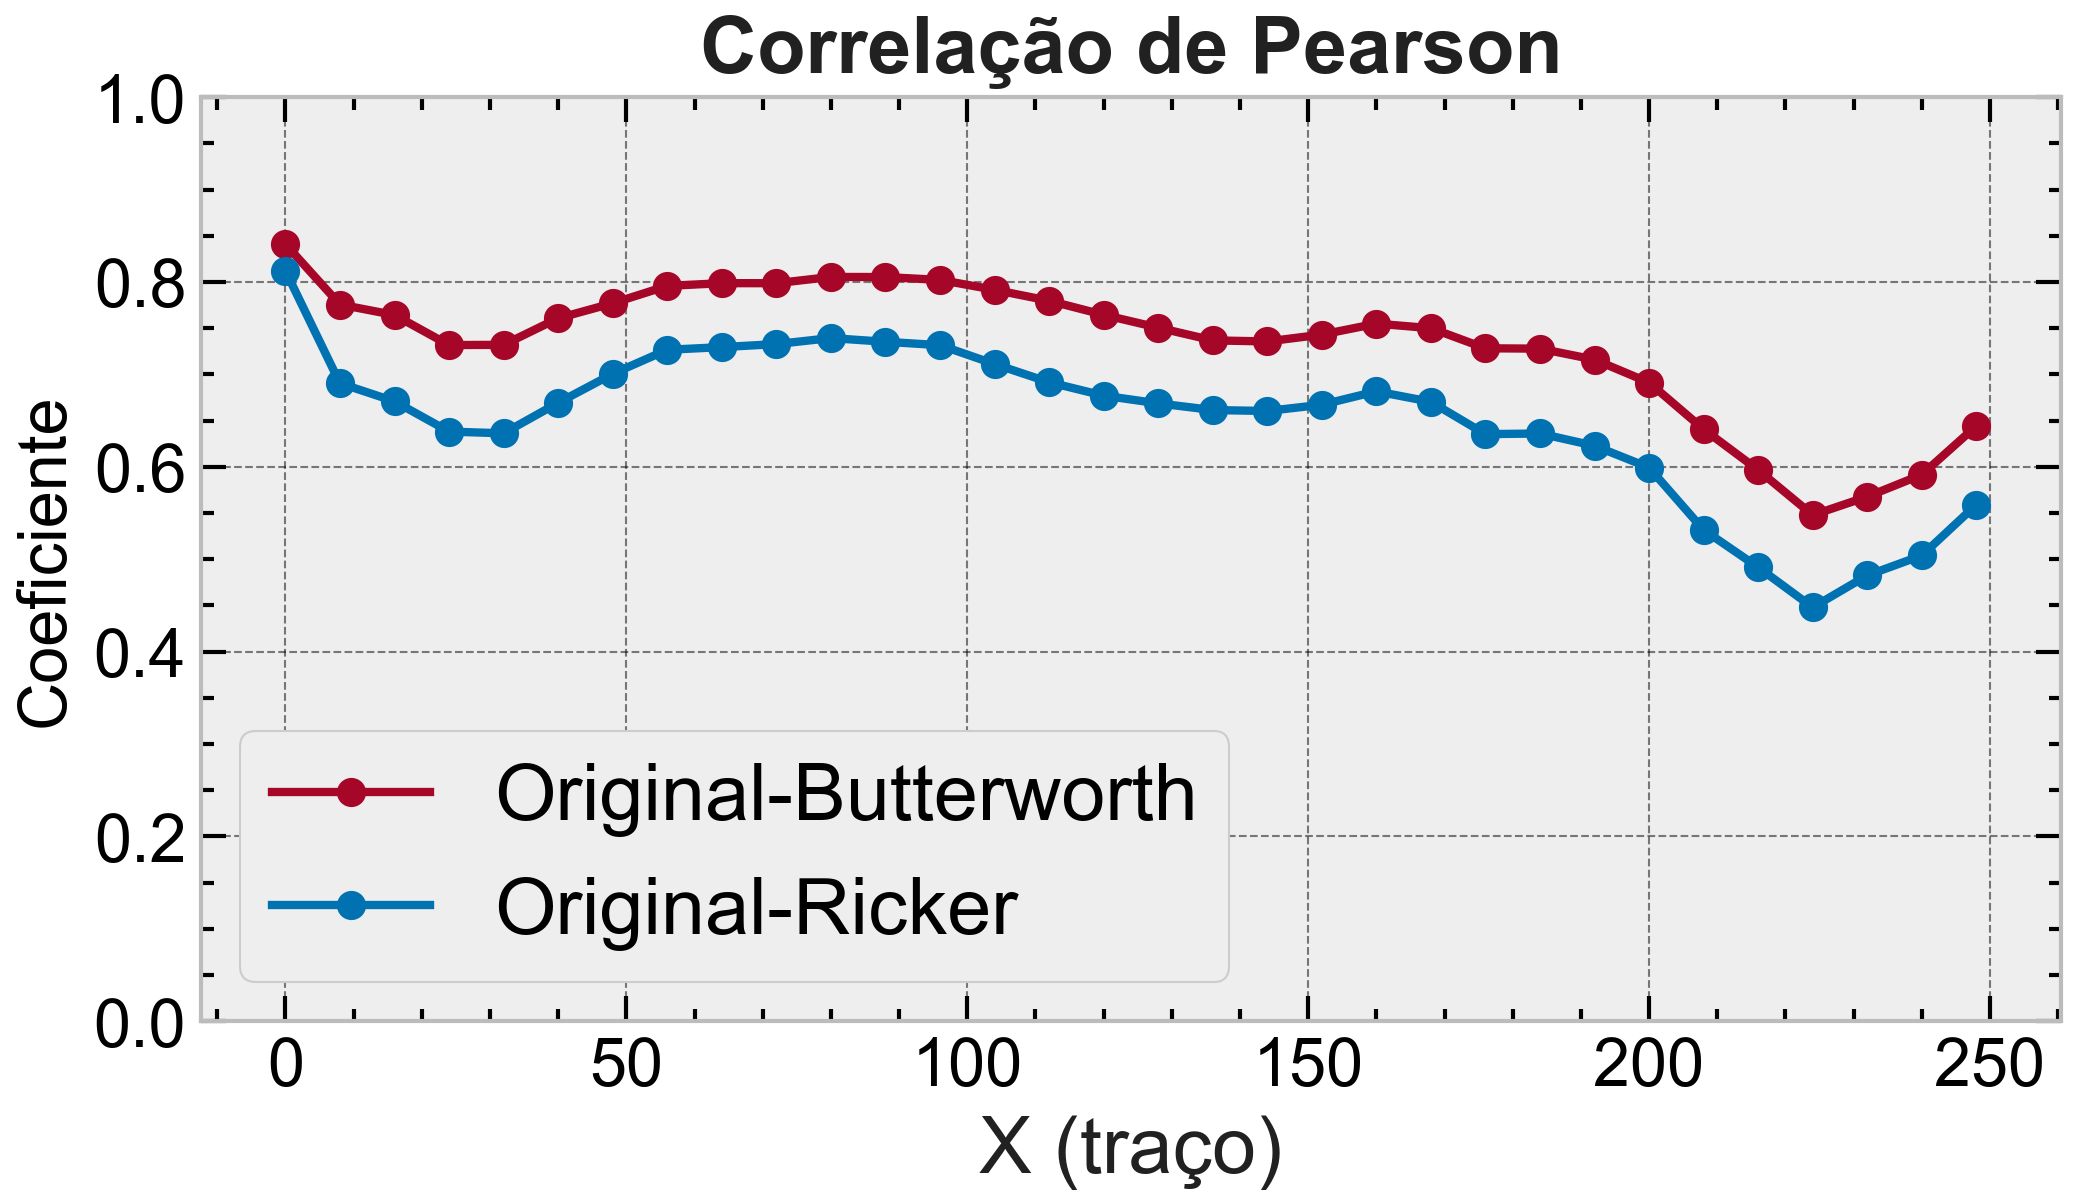 Correlação de Pearson
1.0
0.8
0.6
0.4
0.2
0.0
Coeficiente
Original-Butterworth
Original-Ricker
0 50 100 150 200 250
X (traço)